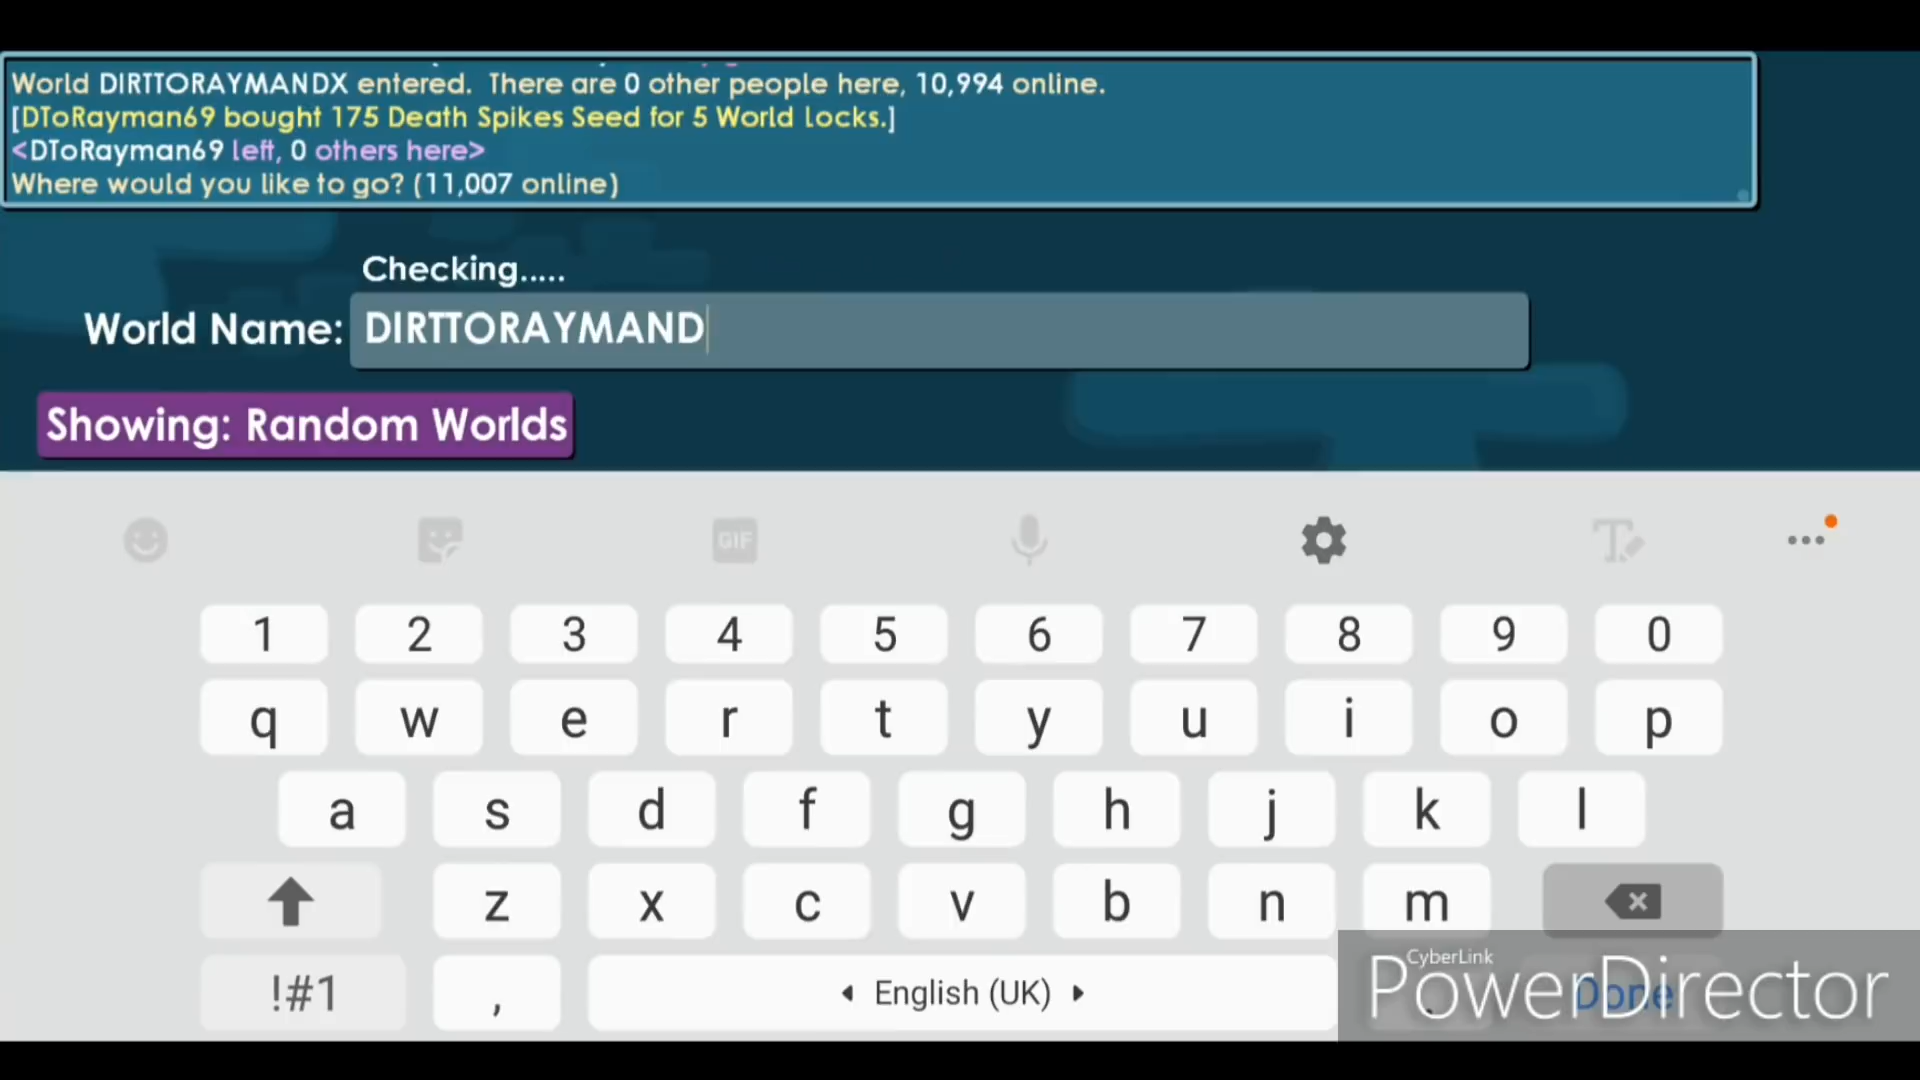 World DIRTTORAYMANDX entered.  There are 0 other people here, 10,994 online.
[DToRayman69 bought 175 Death Spikes Seed for 5 World Locks.]
<DToRayman69 left, 0 others here>
Where would you like to go? (11,007 online)
Checking.....
World Name: DIRTTORAYMAND
Showing: Random Worlds
GIF
1 2 3 4 5 6 7 8 9 0
q w e r t y u i o p
a s d f g h j k l
z x c v b n m
!#1 , English (UK) . Done
CyberLink
PowerDirector